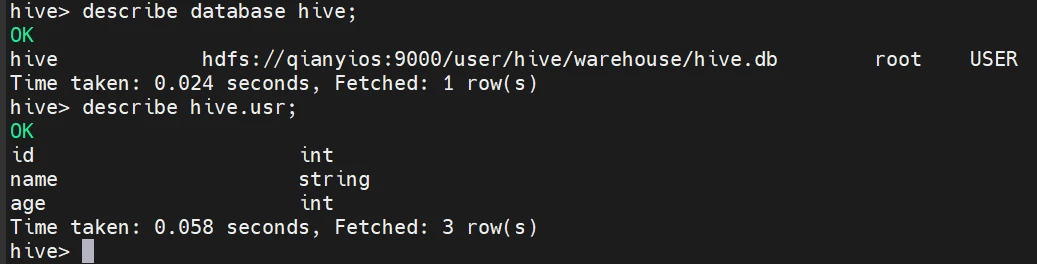 hive> describe database hive;
OK
hive hdfs://qianyios:9000/user/hive/warehouse/hive.db root USER
Time taken: 0.024 seconds, Fetched: 1 row(s)
hive> describe hive.usr;
OK
id int
name string
age int
Time taken: 0.058 seconds, Fetched: 3 row(s)
hive>